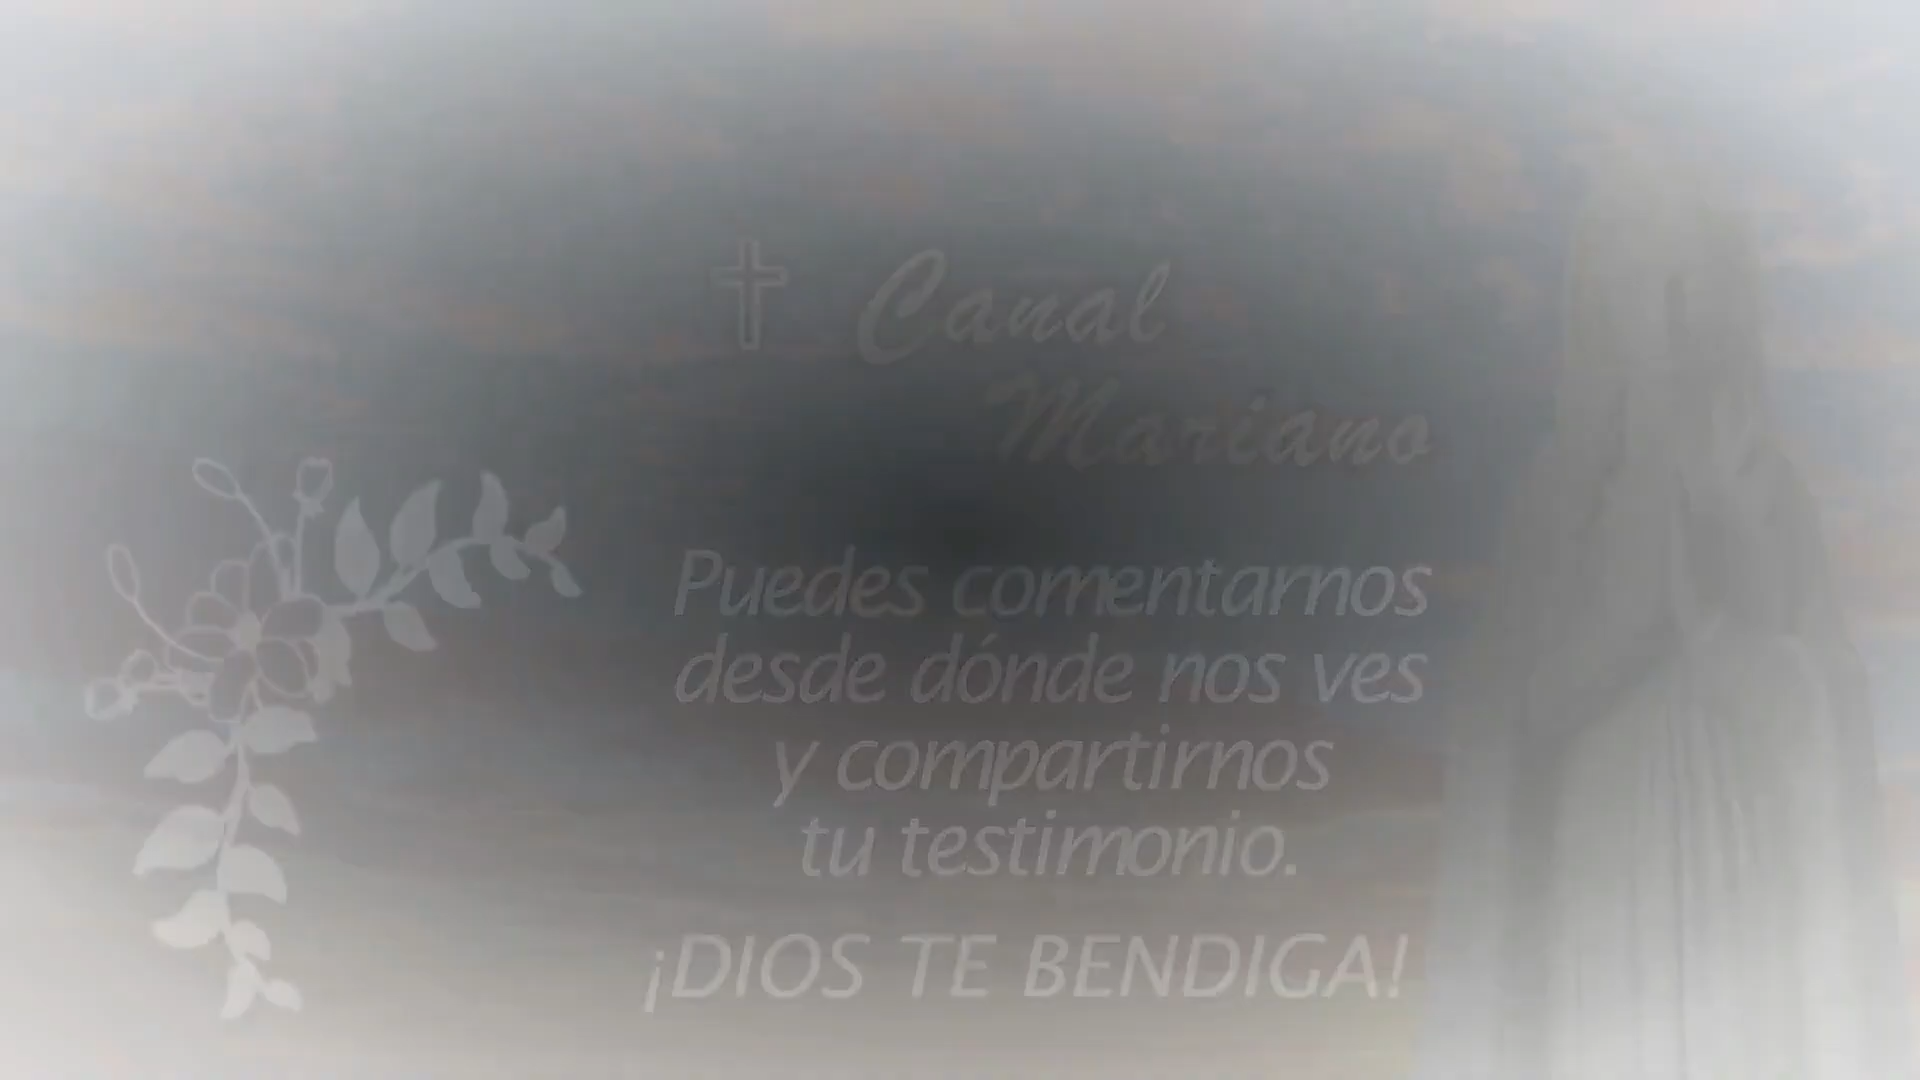 Canal
Mariano
Puedes comentarnos
desde dónde nos ves
y compartirnos
tu testimonio.
¡DIOS TE BENDIGA!